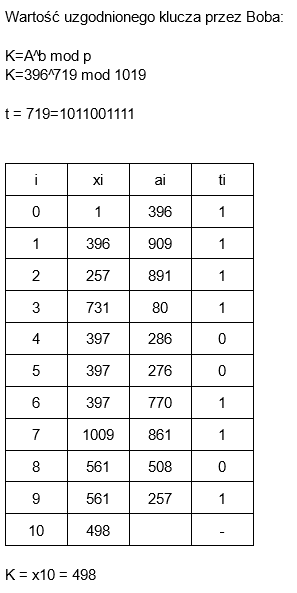 Wartość uzgodnionego klucza przez Boba:
K=A^b mod p
K=396^719 mod 1019
t = 719=1011001111
i xi ai ti
0 1 396 1
1 396 909 1
2 257 891 1
3 731 80 1
4 397 286 0
5 397 276 0
6 397 770 1
7 1009 861 1
8 561 508 0
9 561 257 1
10 498 -
K = x10 = 498